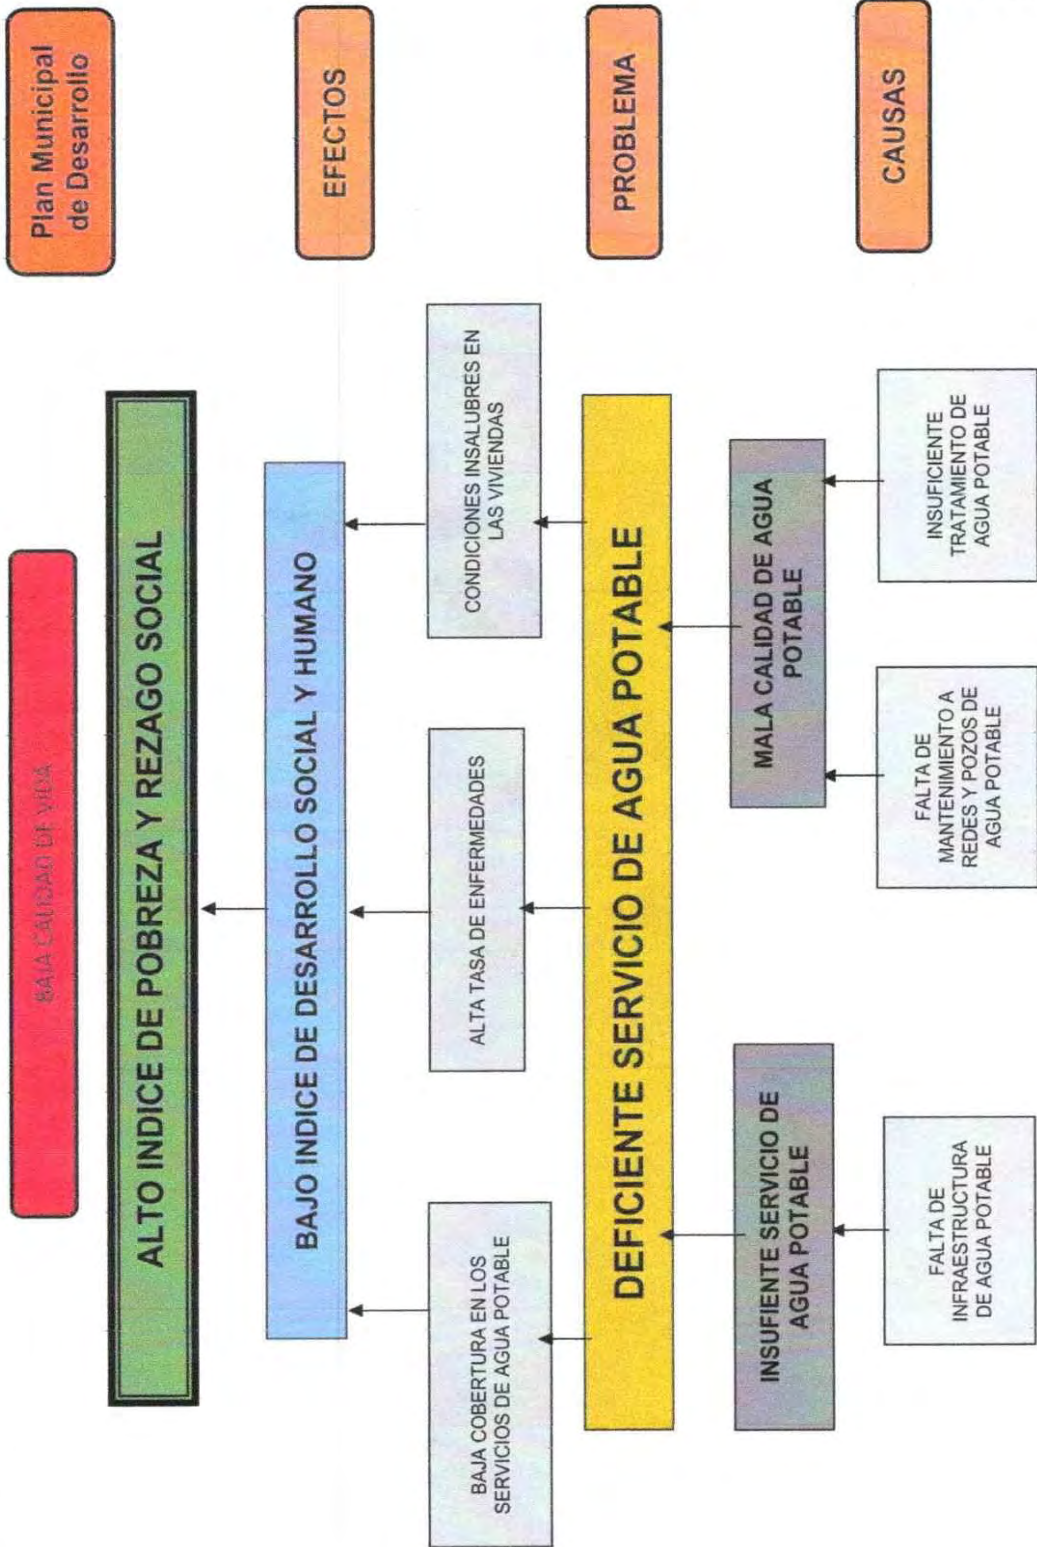 BAJA CALIDAD DE VIDA
Plan Municipal
de Desarrollo
ALTO INDICE DE POBREZA Y REZAGO SOCIAL
BAJO INDICE DE DESARROLLO SOCIAL Y HUMANO
EFECTOS
BAJA COBERTURA EN LOS
SERVICIOS DE AGUA POTABLE
ALTA TASA DE ENFERMEDADES
CONDICIONES INSALUBRES EN
LAS VIVIENDAS
DEFICIENTE SERVICIO DE AGUA POTABLE
PROBLEMA
INSUFIENTE SERVICIO DE
AGUA POTABLE
MALA CALIDAD DE AGUA
POTABLE
FALTA DE
INFRAESTRUCTURA
DE AGUA POTABLE
FALTA DE
MANTENIMIENTO A
REDES Y POZOS DE
AGUA POTABLE
INSUFICIENTE
TRATAMIENTO DE
AGUA POTABLE
CAUSAS